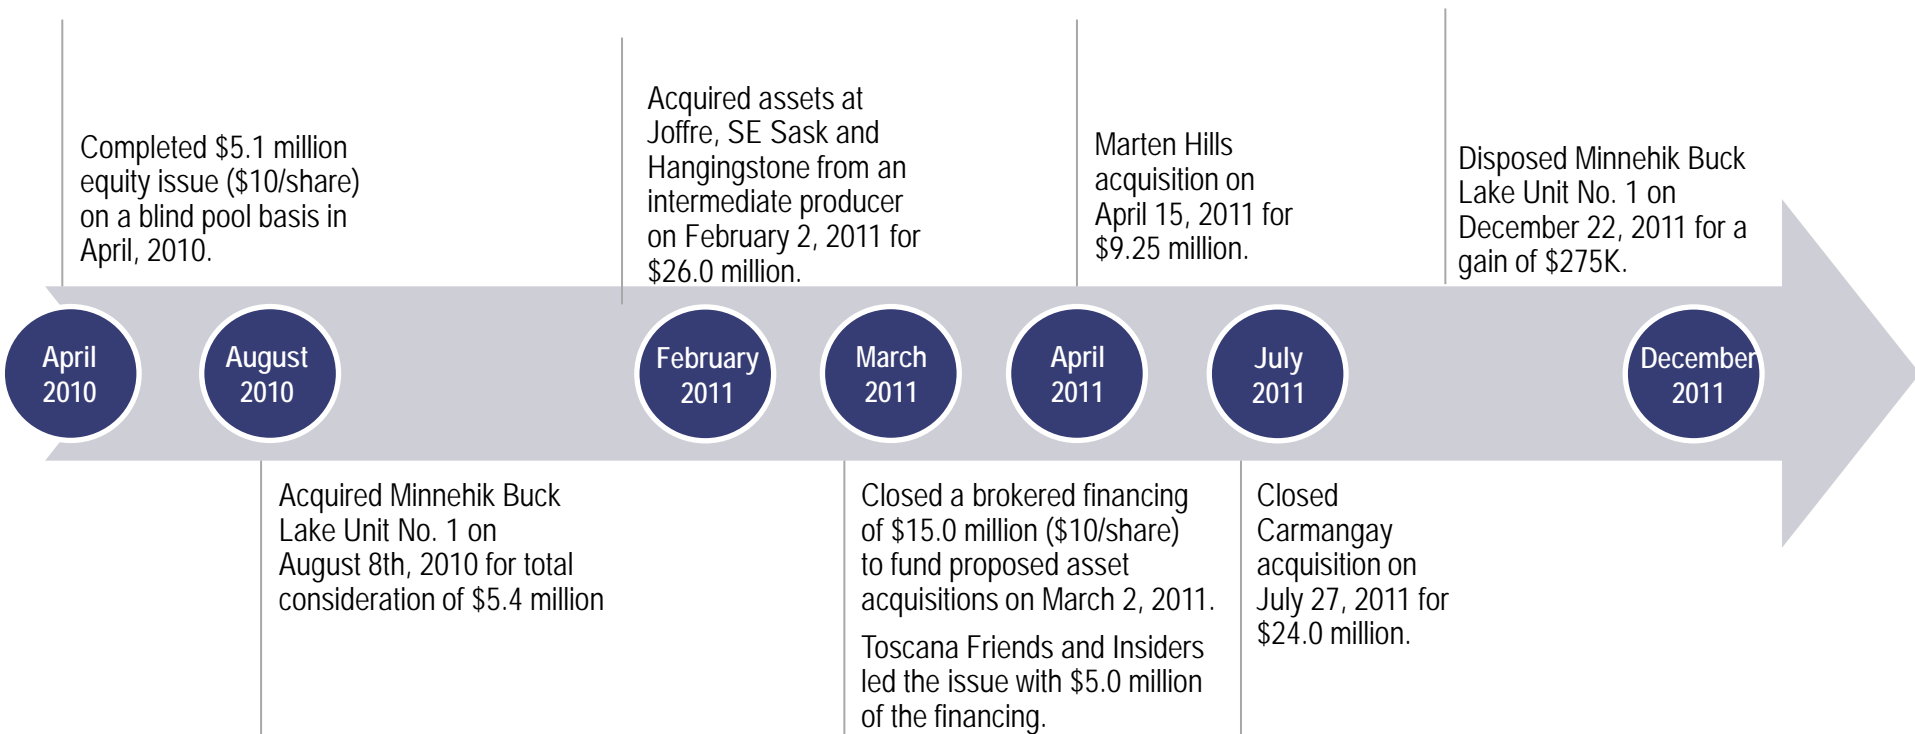 Completed $5.1 million
equity issue ($10/share)
on a blind pool basis in
April, 2010.
Acquired assets at
Joffre, SE Sask and
Hangingstone from an
intermediate producer
on February 2, 2011 for
$26.0 million.
Marten Hills
acquisition on
April 15, 2011 for
$9.25 million.
Disposed Minnehik Buck
Lake Unit No. 1 on
December 22, 2011 for a
gain of $275K.
April
2010
August
2010
February
2011
March
2011
April
2011
July
2011
December
2011
Acquired Minnehik Buck
Lake Unit No. 1 on
August 8th, 2010 for total
consideration of $5.4 million
Closed a brokered financing
of $15.0 million ($10/share)
to fund proposed asset
acquisitions on March 2, 2011.
Toscana Friends and Insiders
led the issue with $5.0 million
of the financing.
Closed
Carmangay
acquisition on
July 27, 2011 for
$24.0 million.